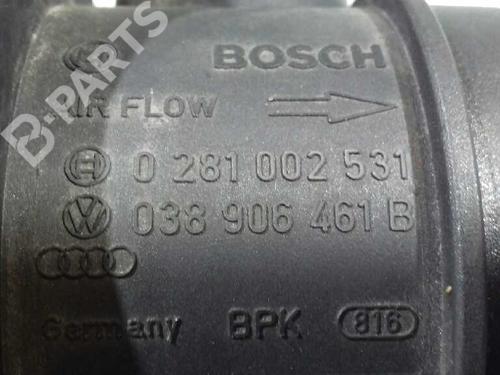 BOSCH
AIR FLOW
0 281 002 531
038 906 461 B
Germany BPK 816
B-PARTS